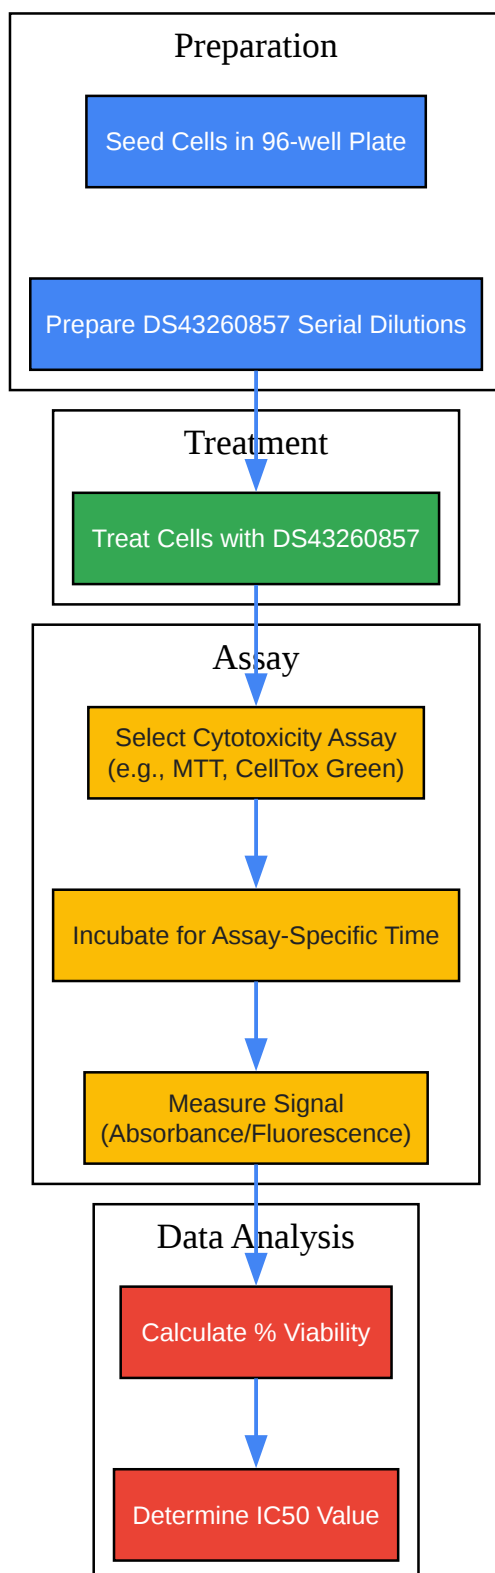 Preparation
Seed Cells in 96-well Plate
Prepare DS43260857 Serial Dilutions
Treatment
Treat Cells with DS43260857
Assay
Select Cytotoxicity Assay
(e.g., MTT, CellTox Green)
Incubate for Assay-Specific Time
Measure Signal
(Absorbance/Fluorescence)
Data Analysis
Calculate % Viability
Determine IC50 Value